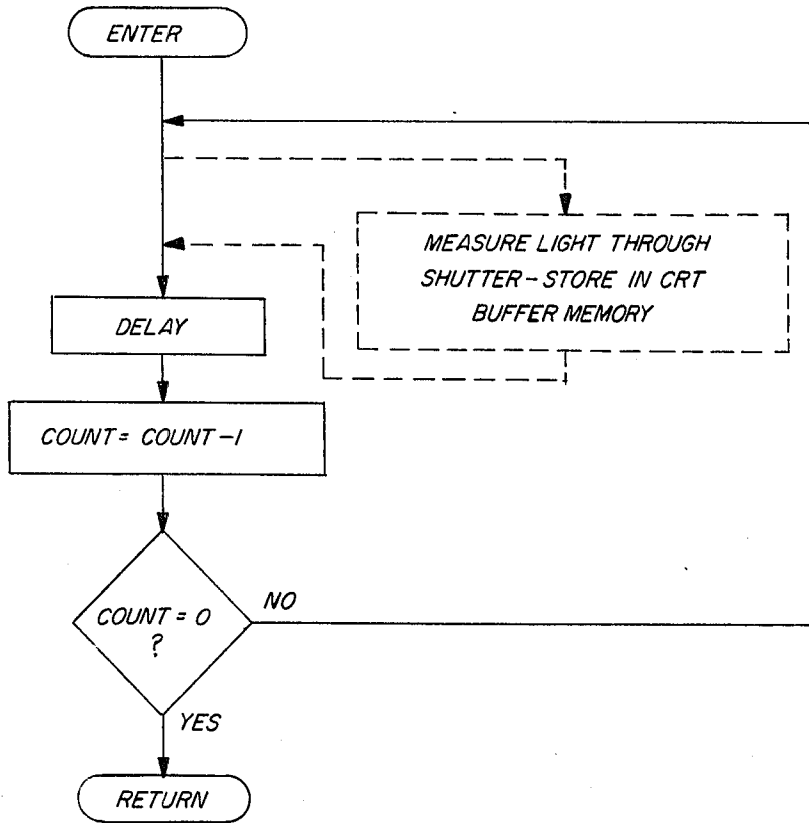 ENTER
MEASURE LIGHT THROUGH
SHUTTER-STORE IN CRT
BUFFER MEMORY
DELAY
COUNT= COUNT-1
COUNT = 0
?
NO
YES
RETURN